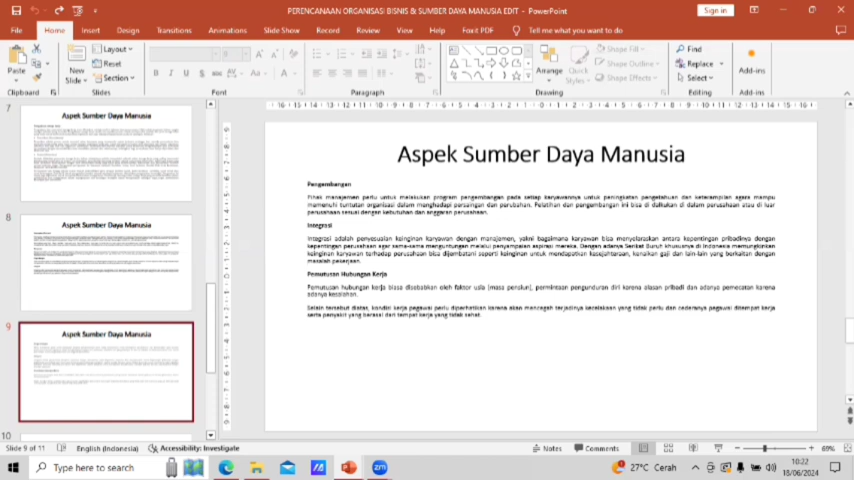 PERENCANAAN ORGANISASI BISNIS & SUMBER DAYA MANUSIA EDIT - PowerPoint
Sign in
File Home Insert Design Transitions Animations Slide Show Review Record View Help Foxit PDF Tell me what you want to do
Paste
New Slide
Layout
Reset
Section
Arrange
Quick Styles
Shape Fill
Shape Outline
Shape Effects
Find
Replace
Select
Add-ins
Clipboard Slides Font Paragraph Drawing Editing Add-ins
7
Aspek Sumber Daya Manusia
8
Aspek Sumber Daya Manusia
9
Aspek Sumber Daya Manusia
10
Aspek Sumber Daya Manusia
Pengembangan
Pihak manajemen perlu untuk melakukan program pengembangan pada setiap karyawannya untuk peningkatan pengetahuan dan keterampilan agara mampu
memenuhi tuntutan organisasi dalam menghadapi persaingan dan perubahan. Pelatihan dan pengembangan ini bisa di dalkukan di dalam perusahaan atau di luar
perusahaan sesuai dengan kebutuhan dan anggaran perusahaan.
Integrasi
Integrasi adalah penyesuaian keinginan karyawan dengan manajemen, yakni bagaimana karyawan bisa menyelaraskan antara kepentingan pribadinya dengan
kepentingan perusahaan agar sama-sama menguntungan melalu penyampaian aspirasi mereka. Dengan adanya Serikat Buruh khususnya di Indonesia memungkinkan
keinginan karyawan terhadap perusahaan bisa dijembatani seperti keinginan untuk mendapatkan kesejahteraan, kenaikan gaji dan lain-lain yang berkaitan dengan
masalah pekerjaan.
Pemutusan Hubungan Kerja
Pemutusan hubungan kerja biasa disebabkan oleh faktor usia (masa pensiun), permintaan pengunduran diri karena alasan pribadi dan adanya pemecatan karena
adanya kesalahan.
Selain tersebut diatas, kondisi kerja pegawai perlu diperhatikan karena akan mencegah terjadinya kecelakaan yang tidak perlu dan cederanya pagawai ditempat kerja
serta penyakit yang berasal dari tempat kerja yang tidak sehat.
Slide 9 of 11 English (Indonesia) Accessibility: Investigate Notes Comments 69%
Type here to search
zm
27°C Cerah
10:22
18/06/2024